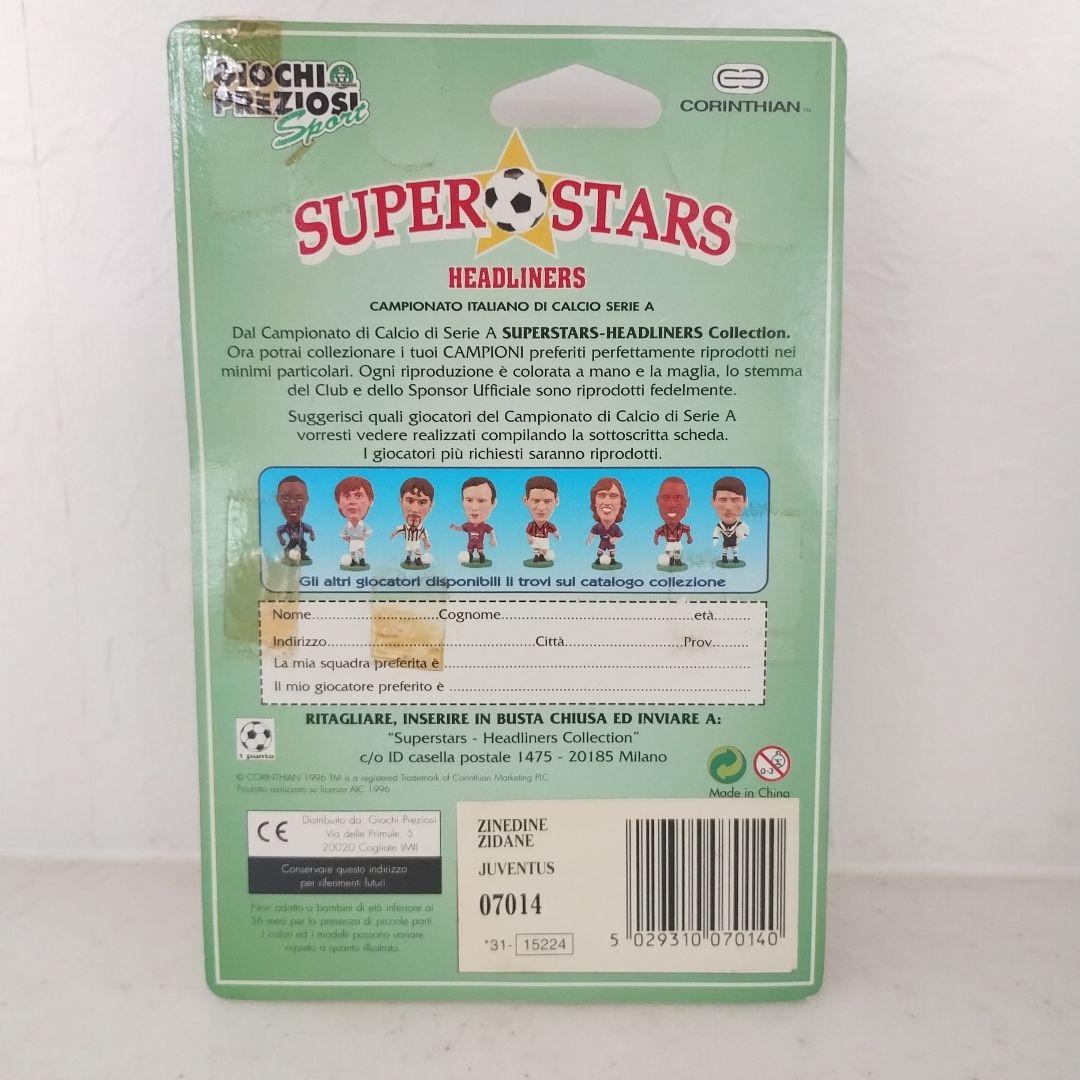 GIOCHI
PREZIOSI
Sport
CORINTHIAN TM
SUPER STARS
HEADLINERS
CAMPIONATO ITALIANO DI CALCIO SERIE A
Dal Campionato di Calcio di Serie A SUPERSTARS-HEADLINERS Collection.
Ora potrai collezionare i tuoi CAMPIONI preferiti perfettamente riprodotti nei
minimi particolari. Ogni riproduzione è colorata a mano e la maglia, lo stemma
del Club e dello Sponsor Ufficiale sono riprodotti fedelmente.
Suggerisci quali giocatori del Campionato di Calcio di Serie A
vorresti vedere realizzati compilando la sottoscritta scheda.
I giocatori più richiesti saranno riprodotti.
Gli altri giocatori disponibili li trovi sul catalogo collezione
Nome..............................Cognome..............................................età........
Indirizzo..................................................Città............................Prov.........
La mia squadra preferita è ......................................................................
Il mio giocatore preferito è .....................................................................
RITAGLIARE, INSERIRE IN BUSTA CHIUSA ED INVIARE A:
"Superstars - Headliners Collection"
c/o ID casella postale 1475 - 20185 Milano
1 punto
0-3
Made in China
© CORINTHIAN 1996 TM is a registered Trademark of Corinthian Marketing PLC
Prodotto realizzato su licenza AIC 1996
CE
Distribuito da: Giochi Preziosi
Via delle Primule, 5
20020 Cogliate (MI)
Conservare questo indirizzo
per riferimenti futuri.
Non adatto a bambini di età inferiore ai
36 mesi per la presenza di piccole parti.
I colori ed i modelli possono variare
rispetto a quanto illustrato.
ZINEDINE
ZIDANE
JUVENTUS
07014
*31- 15224
5 029310 070140